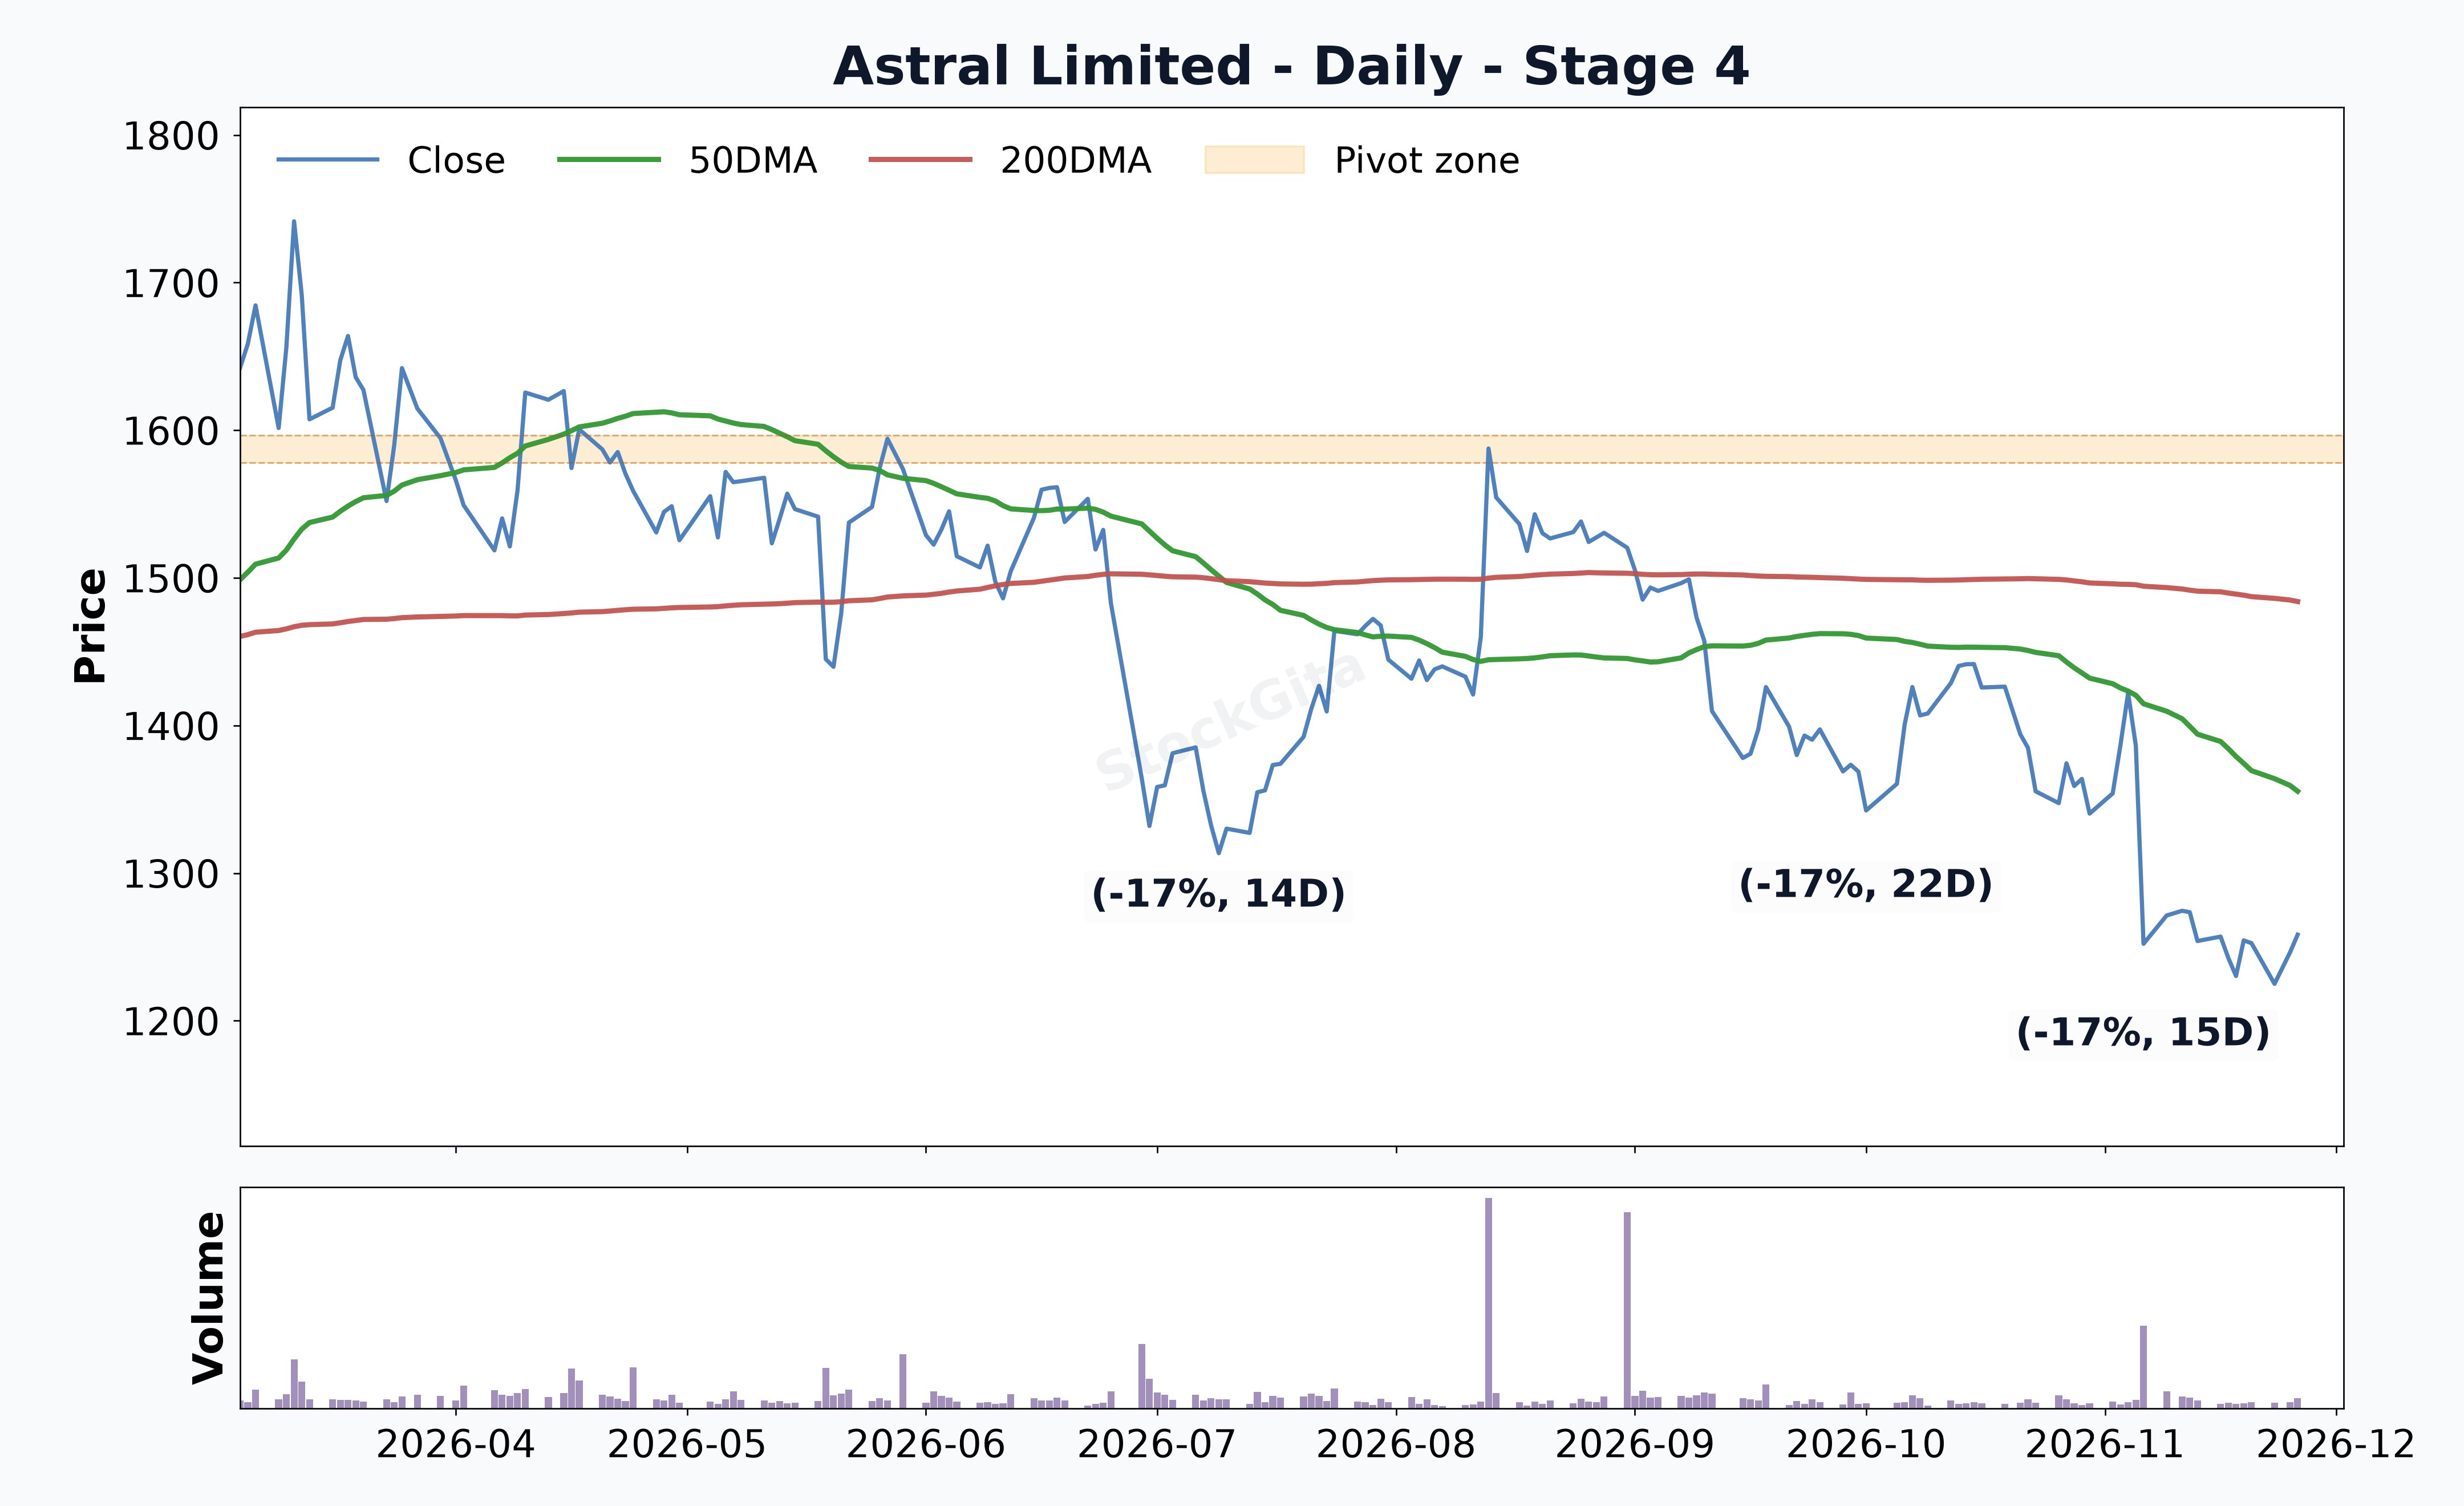 Astral Limited - Daily - Stage 4
Close 50DMA 200DMA Pivot zone
Price
1800
1700
1600
1500
1400
1300
1200
StockGita
(-17%, 14D)
(-17%, 22D)
(-17%, 15D)
Volume
2026-04 2026-05 2026-06 2026-07 2026-08 2026-09 2026-10 2026-11 2026-12